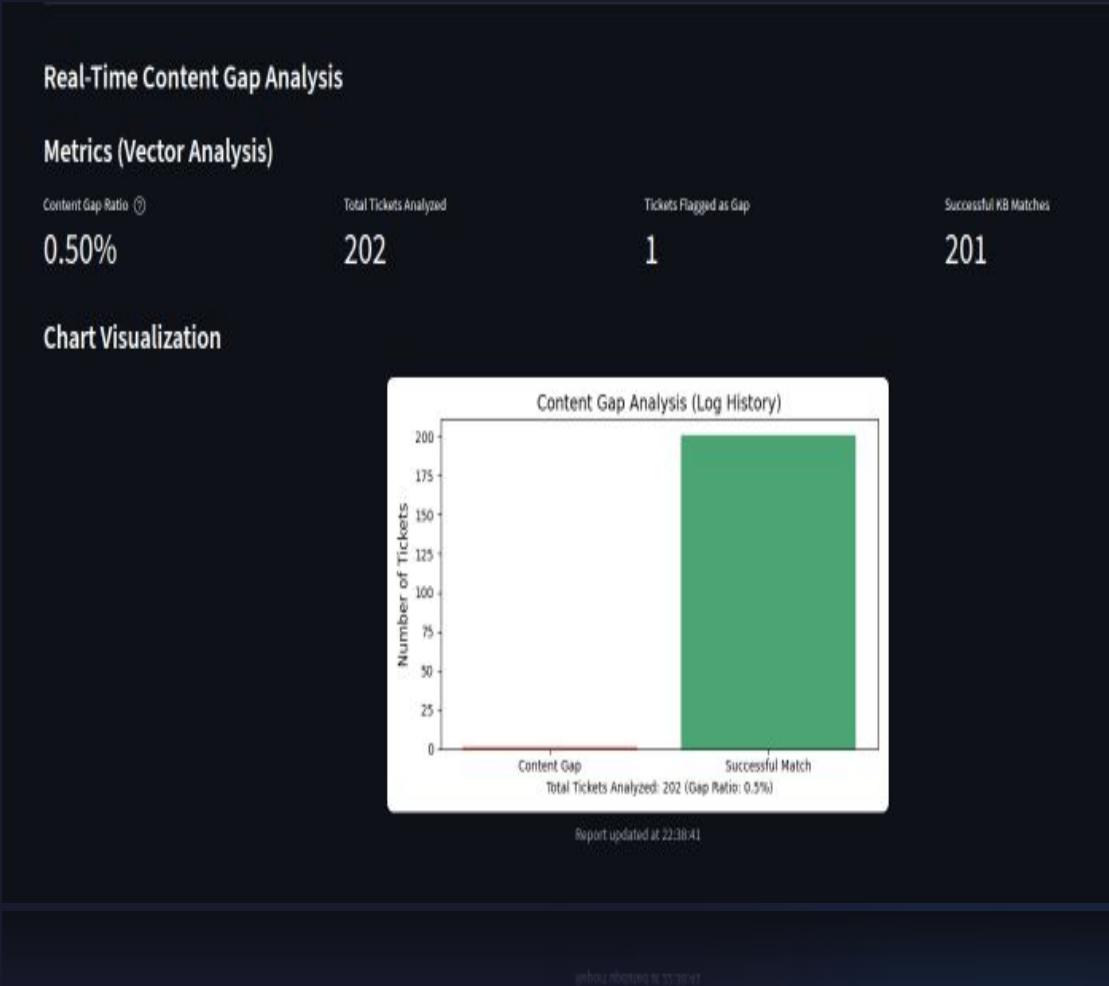 Real-Time Content Gap Analysis
Metrics (Vector Analysis)
Content Gap Ratio ?
Total Tickets Analyzed
Tickets Flagged as Gap
Successful KB Matches
0.50%
202
1
201
Chart Visualization
Content Gap Analysis (Log History)
Number of Tickets
200
175
150
125
100
75
50
25
0
Content Gap
Successful Match
Total Tickets Analyzed: 202 (Gap Ratio: 0.5%)
Report updated at 22:38:41